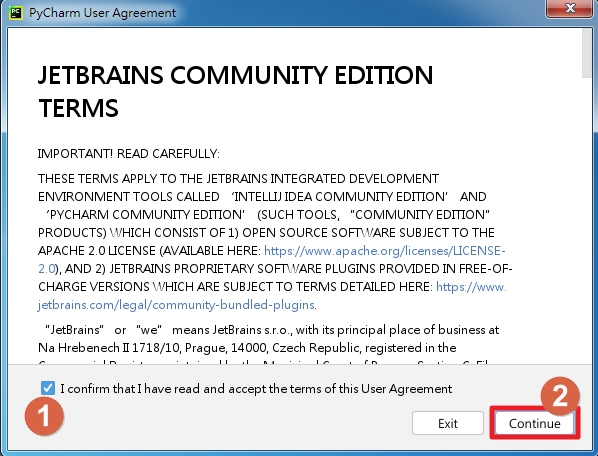 PyCharm User Agreement
JETBRAINS COMMUNITY EDITION
TERMS
IMPORTANT! READ CAREFULLY:
THESE TERMS APPLY TO THE JETBRAINS INTEGRATED DEVELOPMENT
ENVIRONMENT TOOLS CALLED ‘INTELLIJ IDEA COMMUNITY EDITION’ AND
‘PYCHARM COMMUNITY EDITION’ (SUCH TOOLS, “COMMUNITY EDITION”
PRODUCTS) WHICH CONSIST OF 1) OPEN SOURCE SOFTWARE SUBJECT TO THE
APACHE 2.0 LICENSE (AVAILABLE HERE: https://www.apache.org/licenses/LICENSE-
2.0), AND 2) JETBRAINS PROPRIETARY SOFTWARE PLUGINS PROVIDED IN FREE-OF-
CHARGE VERSIONS WHICH ARE SUBJECT TO TERMS DETAILED HERE: https://www.
jetbrains.com/legal/community-bundled-plugins.
“JetBrains” or “we” means JetBrains s.r.o., with its principal place of business at
Na Hrebenech II 1718/10, Prague, 14000, Czech Republic, registered in the
I confirm that I have read and accept the terms of this User Agreement
1
2
Exit
Continue